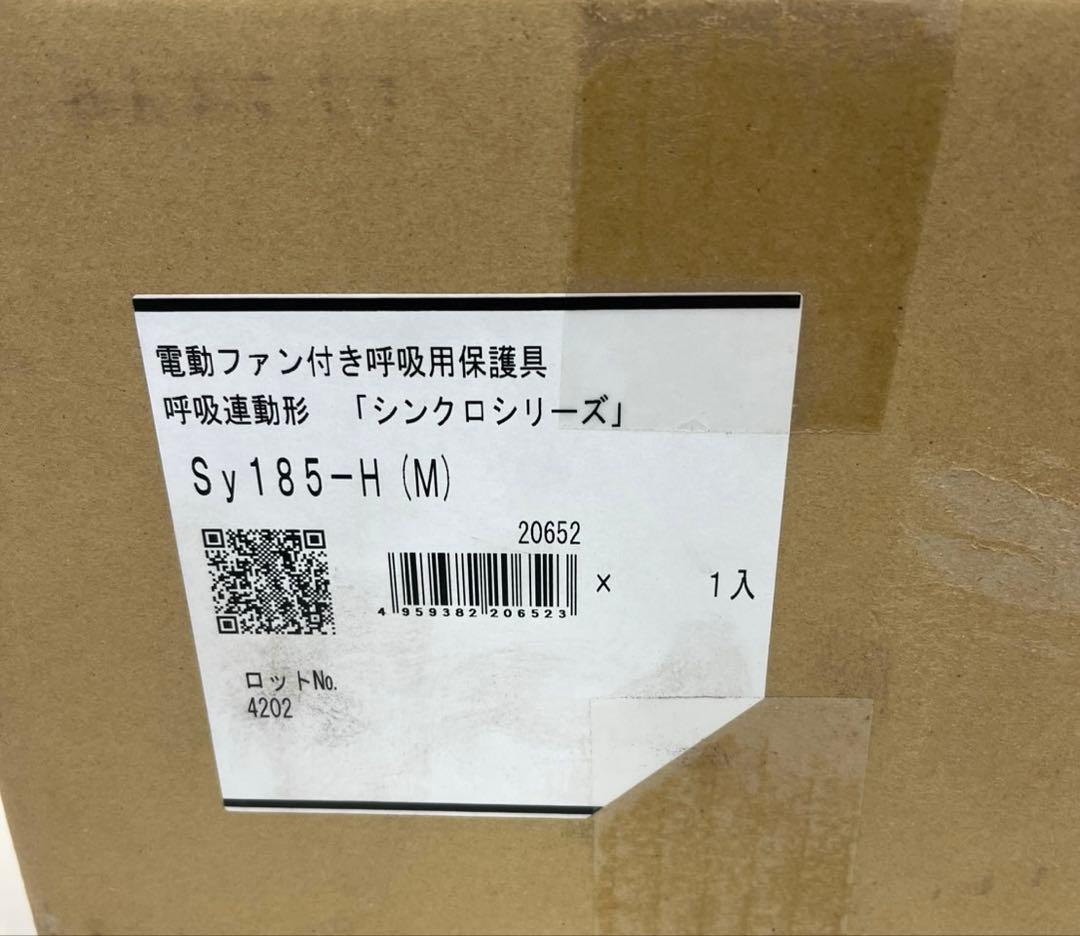 電動ファン付き呼吸用保護具
呼吸連動形 「シンクロシリーズ」
Sy185-H(M)
20652
4 959382 206523
× 1入
ロットNo.
4202